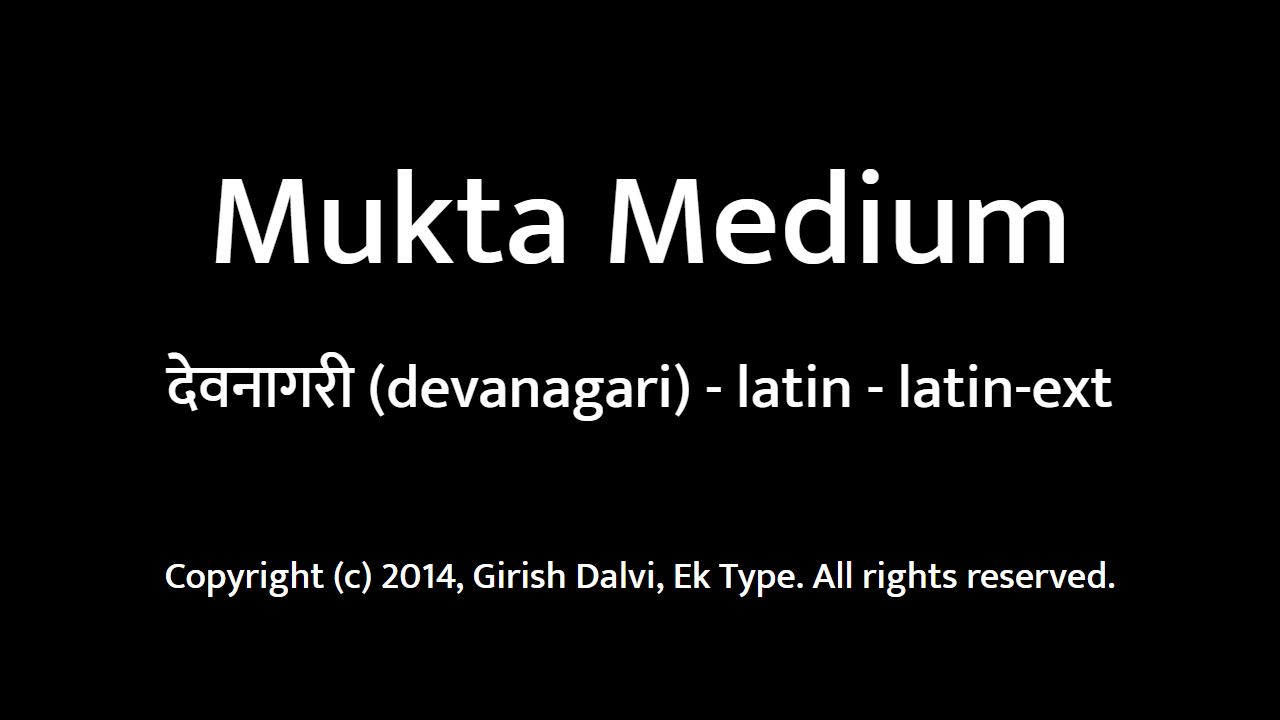 Mukta Medium
देवनागरी (devanagari) - latin - latin-ext
Copyright (c) 2014, Girish Dalvi, Ek Type. All rights reserved.